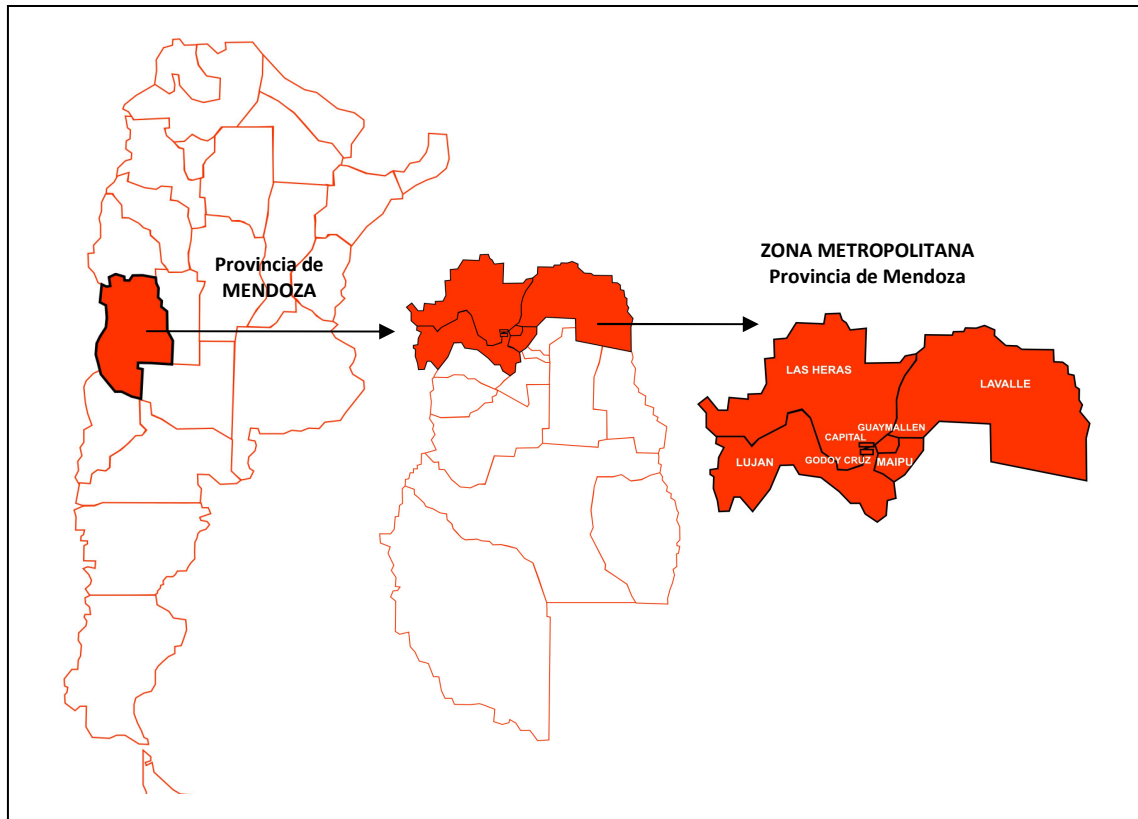 Provincia de
MENDOZA
ZONA METROPOLITANA
Provincia de Mendoza
LAS HERAS
LAVALLE
GUAYMALLEN
CAPITAL
GODOY CRUZ
MAIPU
LUJAN